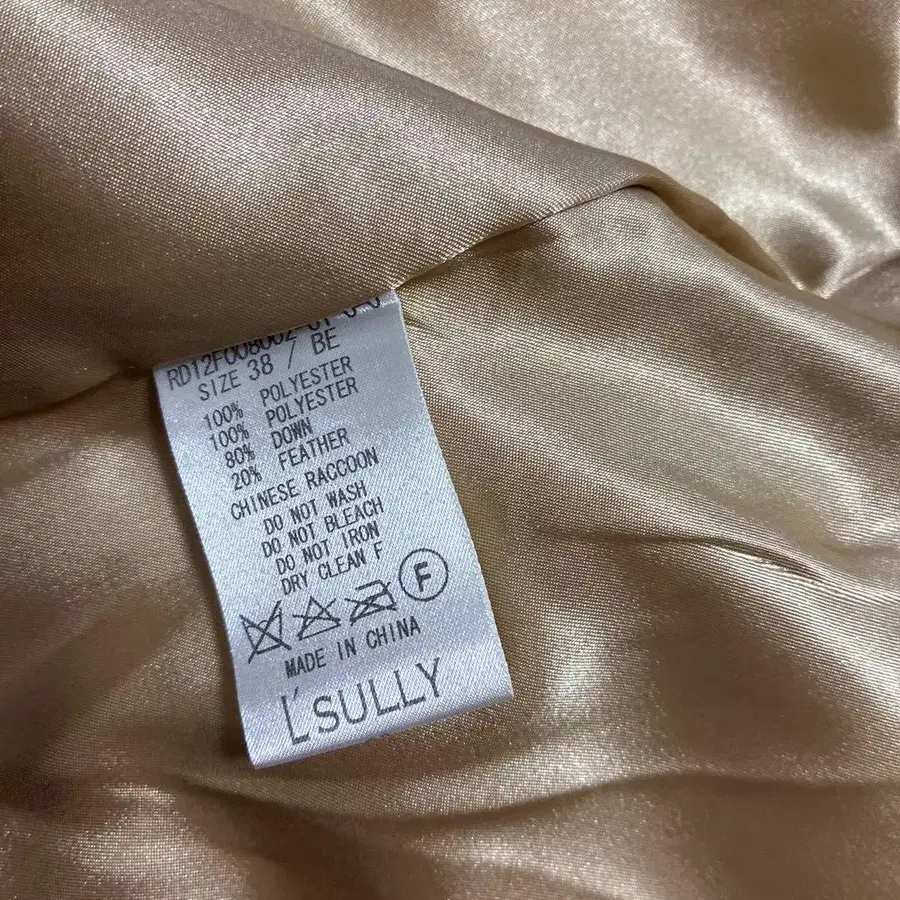 SIZE 38 / BE
100% POLYESTER
100% POLYESTER
80% DOWN
20% FEATHER
CHINESE RACCOON
DO NOT WASH
DO NOT BLEACH
DO NOT IRON
DRY CLEAN F
F
MADE IN CHINA
L'SULLY